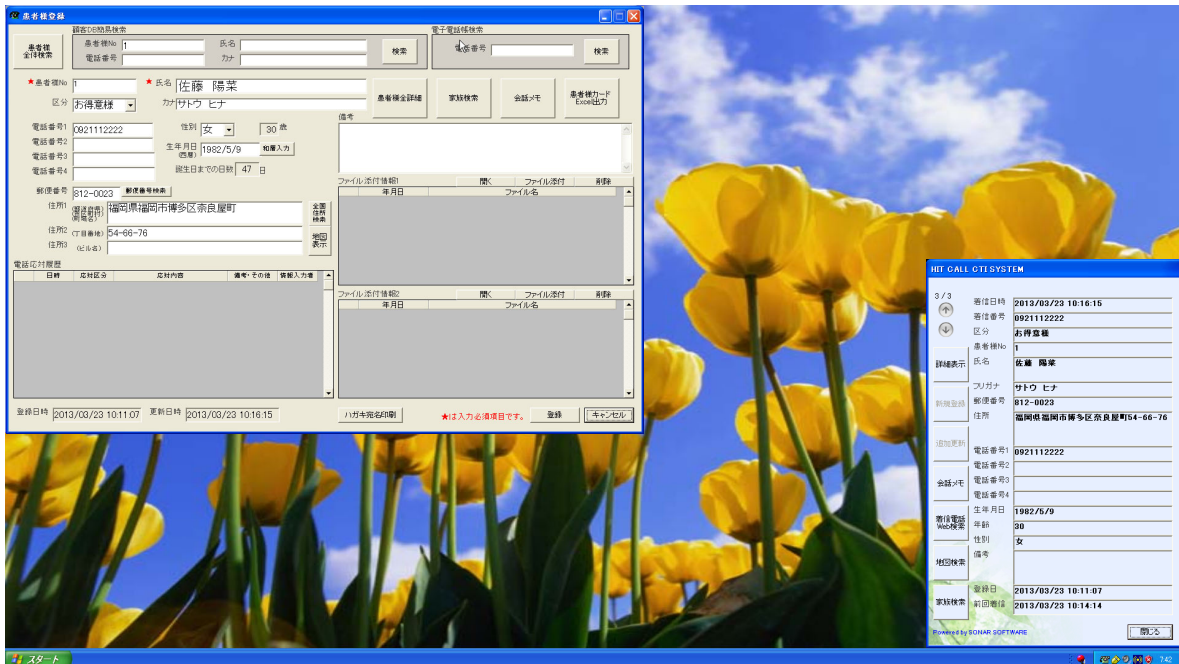 患者様登録
顧客DB簡易検索
電子電話帳検索
患者様
全体検索
患者様No 1
氏名
電話番号
カナ
検索
電話番号
検索
★患者様No 1
★氏名 佐藤 陽菜
区分 お得意様
カナ サトウ ヒナ
患者様全詳細
家族検索
会話メモ
患者様カード
Excel出力
電話番号1 0921112222
電話番号2
電話番号3
電話番号4
性別 女
30 歳
生年月日
(西暦)
1982/5/9
和暦入力
誕生日までの日数 47 日
備考
郵便番号 812-0023
郵便番号検索
住所1
(都道府県)
(市区町村)
(町域名)
福岡県福岡市博多区奈良屋町
全国
住所
検索
住所2 (丁目番地) 54-66-76
住所3 (ビル名)
地図
表示
ファイル添付情報1
開く
ファイル添付
削除
年月日
ファイル名
電話応対履歴
日時
応対区分
応対内容
備考・その他
情報入力者
ファイル添付情報2
開く
ファイル添付
削除
年月日
ファイル名
登録日時 2013/03/23 10:11:07
更新日時 2013/03/23 10:16:15
ハガキ宛名印刷
★は入力必須項目です。
登録
キャンセル
HIT CALL CTI SYSTEM
3/3
着信日時 2013/03/23 10:16:15
着信番号 0921112222
区分 お得意様
患者様No 1
氏名 佐藤 陽菜
フリガナ サトウ ヒナ
郵便番号 812-0023
住所 福岡県福岡市博多区奈良屋町54-66-76
電話番号1 0921112222
電話番号2
電話番号3
電話番号4
生年月日 1982/5/9
年齢 30
性別 女
備考
登録日 2013/03/23 10:11:07
前回着信 2013/03/23 10:14:14
詳細表示
新規登録
追加更新
会話メモ
着信電話
Web検索
地図検索
家族検索
Powered by SONAR SOFTWARE
閉じる
スタート
7:42